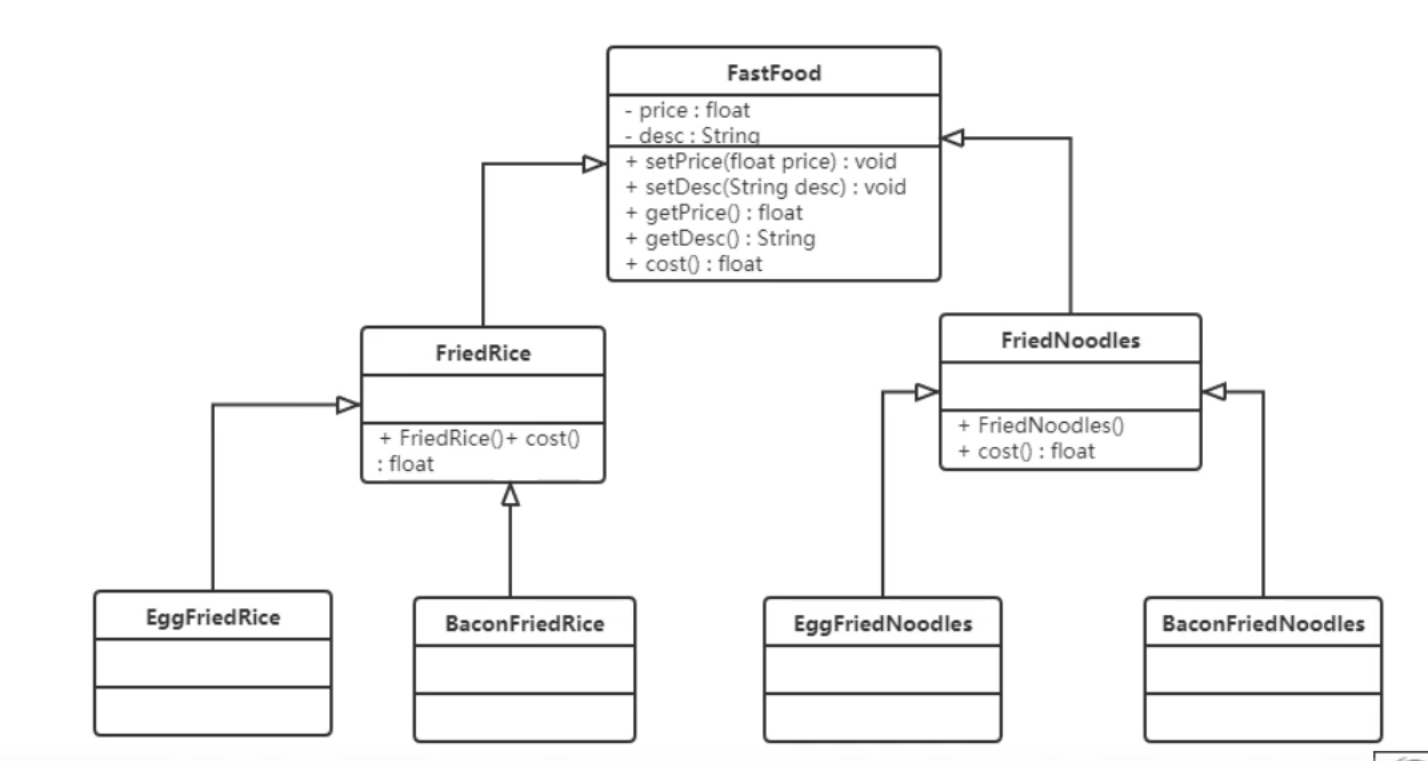 FastFood
- price : float
- desc : String
+ setPrice(float price) : void
+ setDesc(String desc) : void
+ getPrice() : float
+ getDesc() : String
+ cost() : float
FriedRice
+ FriedRice()+ cost()
: float
FriedNoodles
+ FriedNoodles()
+ cost() : float
EggFriedRice
BaconFriedRice
EggFriedNoodles
BaconFriedNoodles